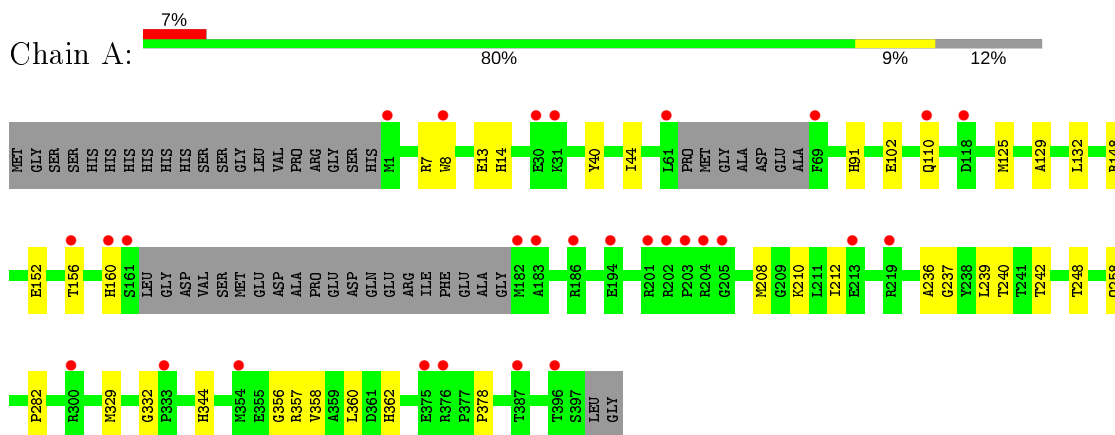 7%
Chain A:
80% 9% 12%
MET GLY SER SER HIS HIS HIS HIS HIS HIS SER SER GLY LEU VAL PRO ARG GLY SER HIS M1 R7 W8 E13 H14 E30 K31 Y40 I44 L61 PRO MET GLY ALA ASP GLU ALA F69 H91 E102 Q110 D118 M125 A129 L132
E152 T156 H160 S161 LEU GLY ASP VAL SER MET GLU ASP ALA PRO GLU ASP GLN GLU ARG ILE PHE GLU ALA GLY M182 A183 R186 E194 R201 R202 P203 R204 G205 M208 G209 K210 L211 I212 E213 R219 A236 G237 Y238 L239 T240 T241 T242 T248
P282 R300 M329 G332 P333 H344 M354 E355 G356 R357 V358 A359 L360 D361 H362 E375 R376 P377 P378 T387 T396 S397 LEU GLY